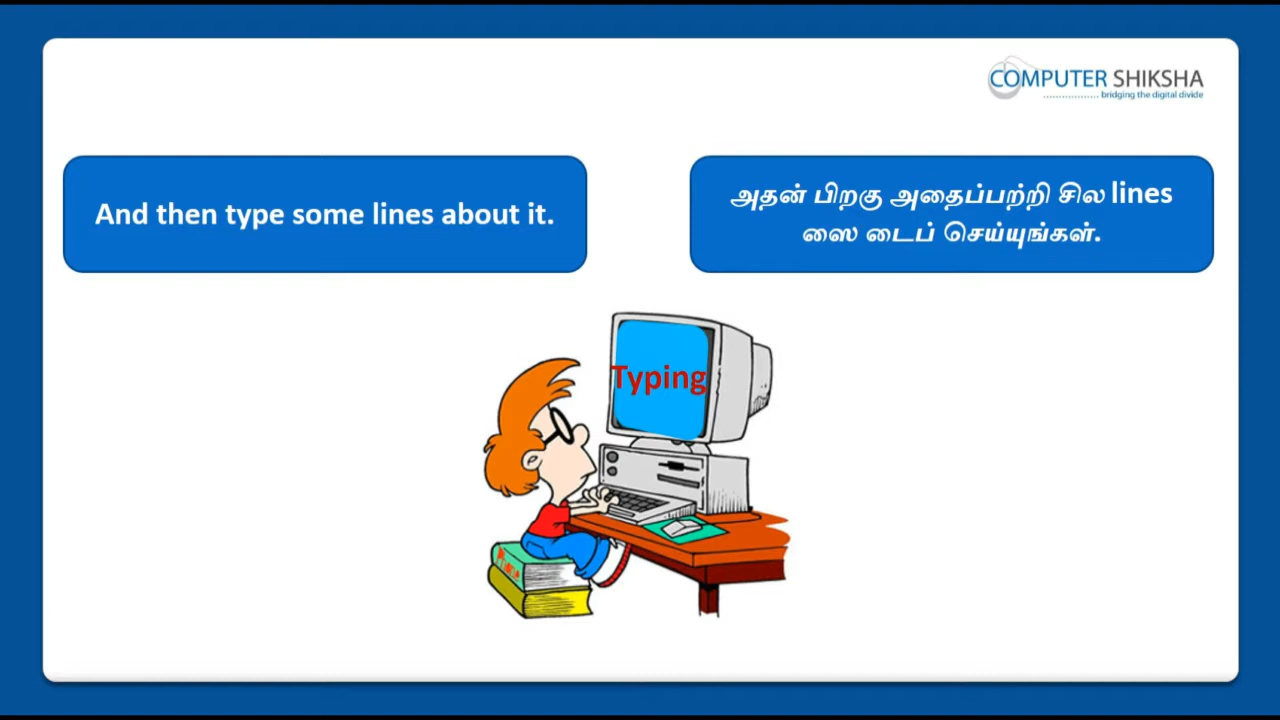 COMPUTER SHIKSHA
bridging the digital divide
And then type some lines about it.
அதன் பிறகு அதைப்பற்றி சில lines
ஸை டைப் செய்யுங்கள்.
Typing